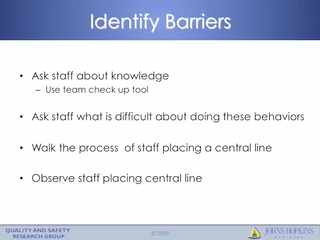 Identify Barriers
• Ask staff about knowledge
– Use team check up tool
• Ask staff what is difficult about doing these behaviors
• Walk the process of staff placing a central line
• Observe staff placing central line
QUALITY AND SAFETY
RESEARCH GROUP
© 2009
JOHNS HOPKINS
MEDICINE